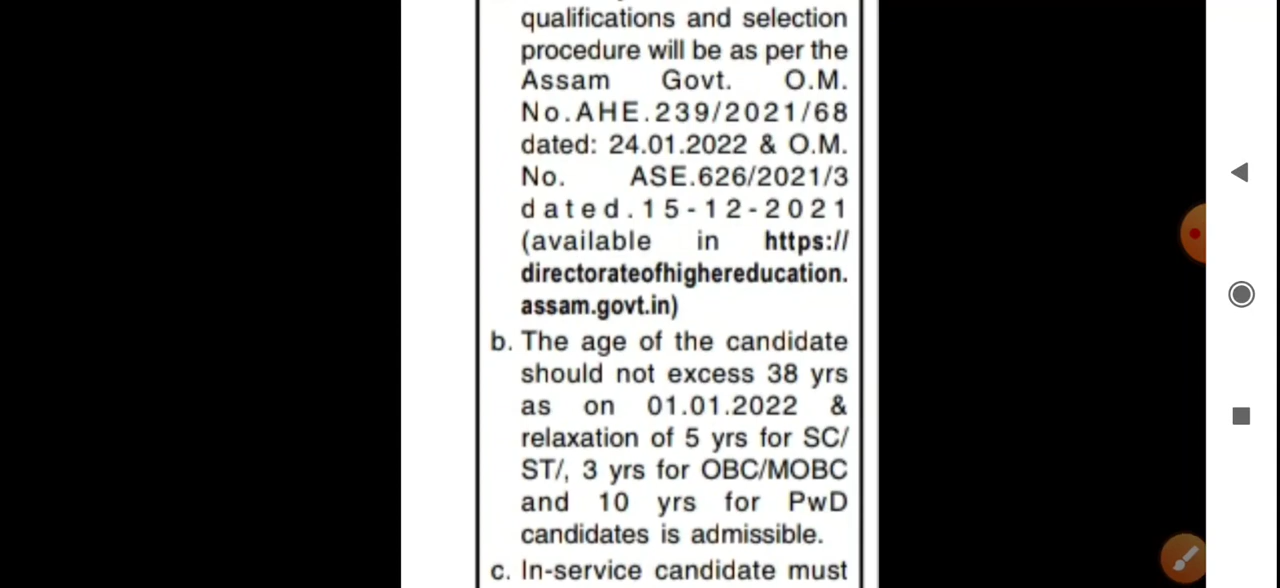 qualifications and selection
procedure will be as per the
Assam Govt. O.M.
No.AHE.239/2021/68
dated: 24.01.2022 & O.M.
No. ASE.626/2021/3
dated.15-12-2021
(available in https://
directorateofhighereducation.
assam.govt.in)
b. The age of the candidate
should not excess 38 yrs
as on 01.01.2022 &
relaxation of 5 yrs for SC/
ST/, 3 yrs for OBC/MOBC
and 10 yrs for PwD
candidates is admissible.
c. In-service candidate must